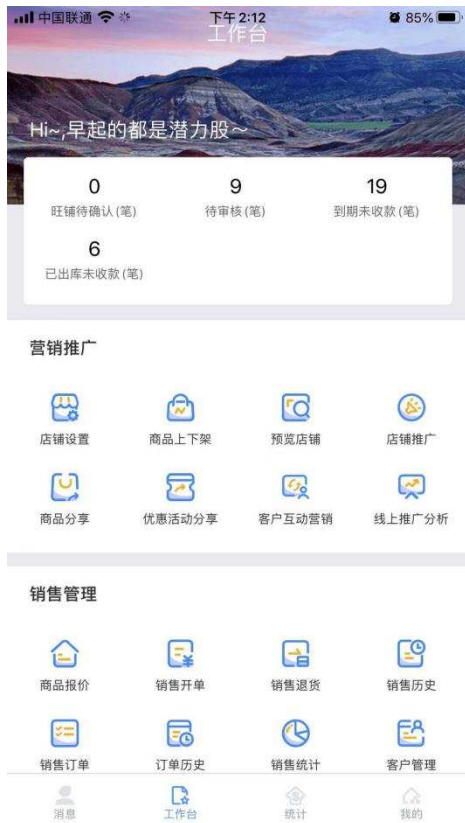 中国联通 下午 2:12 85%
工作台
Hi~,早起的都是潜力股~
0 9 19
旺铺待确认(笔) 待审核(笔) 到期未收款(笔)
6
已出库未收款(笔)
营销推广
店铺设置 商品上下架 预览店铺 店铺推广
商品分享 优惠活动分享 客户互动营销 线上推广分析
销售管理
商品报价 销售开单 销售退货 销售历史
销售订单 订单历史 销售统计 客户管理
消息 工作台 统计 我的